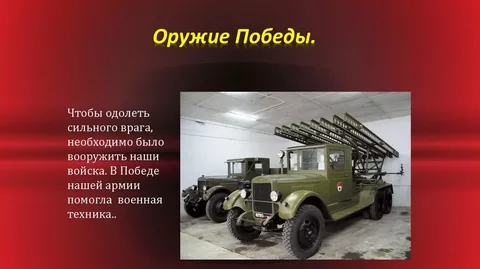 Оружие Победы.
Чтобы одолеть
сильного врага,
необходимо было
вооружить наши
войска. В Победе
нашей армии
помогла военная
техника..